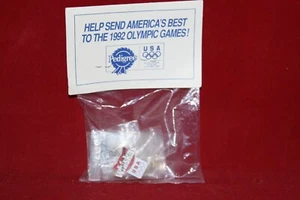 HELP SEND AMERICA'S BEST
TO THE 1992 OLYMPIC GAMES!
Pedigree
USA